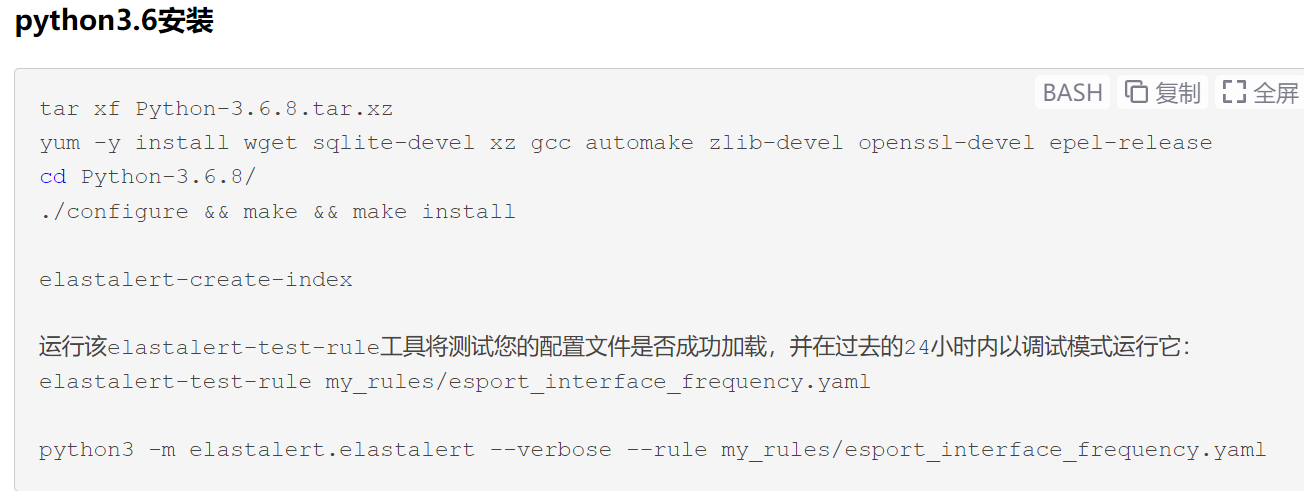 python3.6安装
BASH 复制 全屏
tar xf Python-3.6.8.tar.xz
yum -y install wget sqlite-devel xz gcc automake zlib-devel openssl-devel epel-release
cd Python-3.6.8/
./configure && make && make install
elastalert-create-index
运行该elastalert-test-rule工具将测试您的配置文件是否成功加载，并在过去的24小时内以调试模式运行它：
elastalert-test-rule my_rules/esport_interface_frequency.yaml
python3 -m elastalert.elastalert --verbose --rule my_rules/esport_interface_frequency.yaml